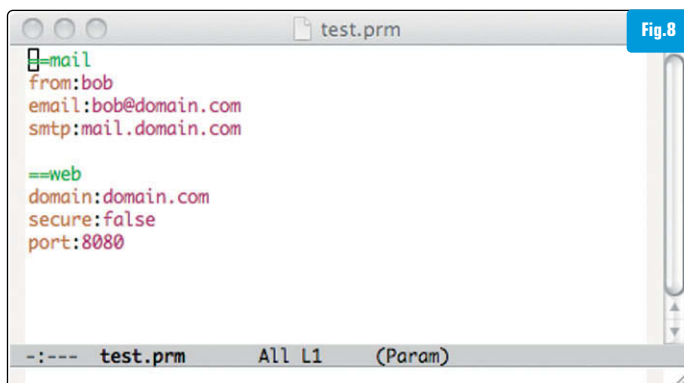 test.prm
Fig.8
==mail
from:bob
email:bob@domain.com
smtp:mail.domain.com
==web
domain:domain.com
secure:false
port:8080
-:--- test.prm All L1 (Param)